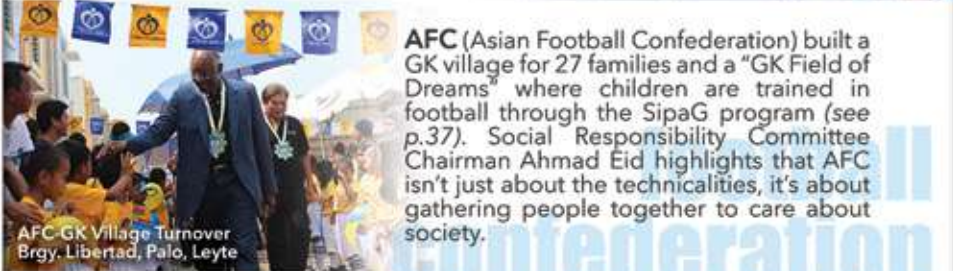 AFC (Asian Football Confederation) built a
GK village for 27 families and a “GK Field of
Dreams” where children are trained in
football through the SipaG program (see
p.37). Social Responsibility Committee
Chairman Ahmad Eid highlights that AFC
isn't just about the technicalities, it's about
gathering people together to care about
society.
football
confederation
AFC-GK Village Turnover
Brgy. Libertad, Palo, Leyte